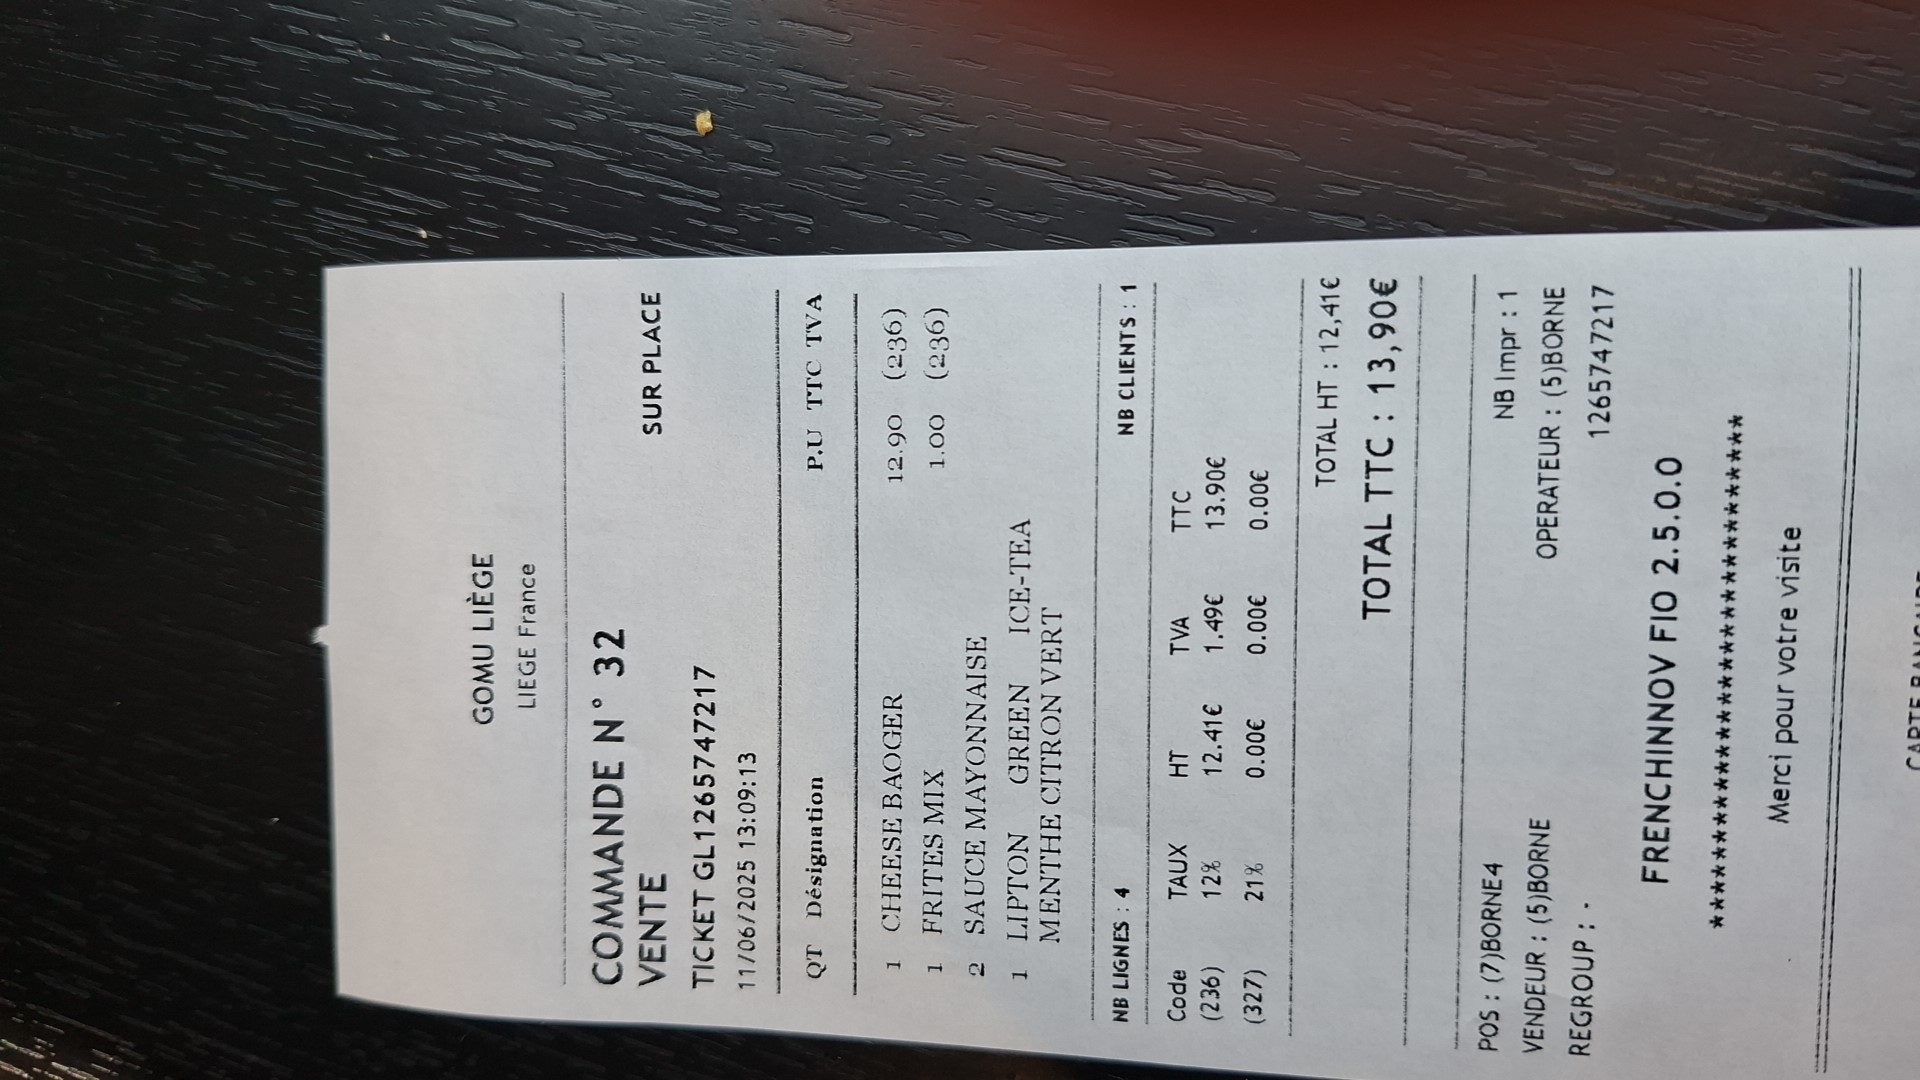 GOMU LIÈGE
LIEGE France
COMMANDE N° 32
VENTE SUR PLACE
TICKET GL1265747217
11/06/2025 13:09:13
QT Désignation P.U TTC TVA
1 CHEESE BAOGER 12.90 (236)
1 FRITES MIX 1.00 (236)
2 SAUCE MAYONNAISE
1 LIPTON GREEN ICE-TEA
MENTHE CITRON VERT
NB LIGNES : 4 NB CLIENTS : 1
Code TAUX HT TVA TTC
(236) 12% 12.41€ 1.49€ 13.90€
(327) 21% 0.00€ 0.00€ 0.00€
TOTAL HT : 12,41€
TOTAL TTC : 13,90€
POS : (7)BORNE4 NB Impr : 1
VENDEUR : (5)BORNE OPERATEUR : (5)BORNE
REGROUP : - 1265747217
FRENCHINNOV FIO 2.5.0.0
**********************************
Merci pour votre visite